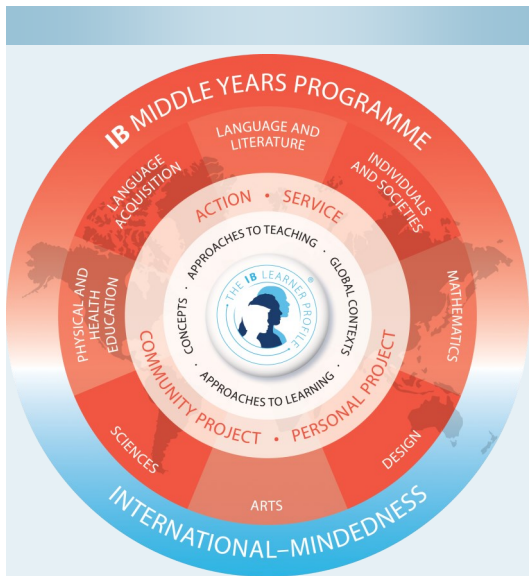 IB MIDDLE YEARS PROGRAMME
LANGUAGE AND
LITERATURE
LANGUAGE
ACQUISITION
INDIVIDUALS
AND SOCIETIES
PHYSICAL AND
HEALTH
EDUCATION
MATHEMATICS
SCIENCES
ARTS
DESIGN
ACTION • SERVICE
COMMUNITY PROJECT • PERSONAL PROJECT
APPROACHES TO TEACHING · GLOBAL CONTEXTS · APPROACHES TO LEARNING · CONCEPTS ·
THE IB LEARNER PROFILE ®
INTERNATIONAL–MINDEDNESS